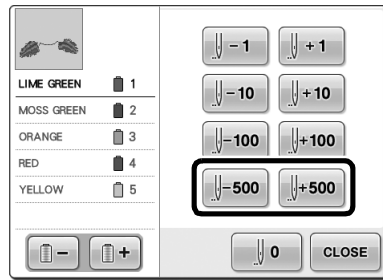 LIME GREEN 1
MOSS GREEN 2
ORANGE 3
RED 4
YELLOW 5
-1 +1
-10 +10
-100 +100
-500 +500
- +
0 CLOSE